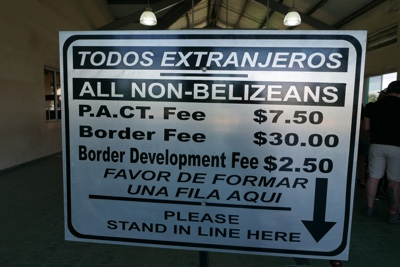 TODOS EXTRANJEROS
ALL NON-BELIZEANS
P.A.CT. Fee $7.50
Border Fee $30.00
Border Development Fee $2.50
FAVOR DE FORMAR
UNA FILA AQUI
PLEASE
STAND IN LINE HERE